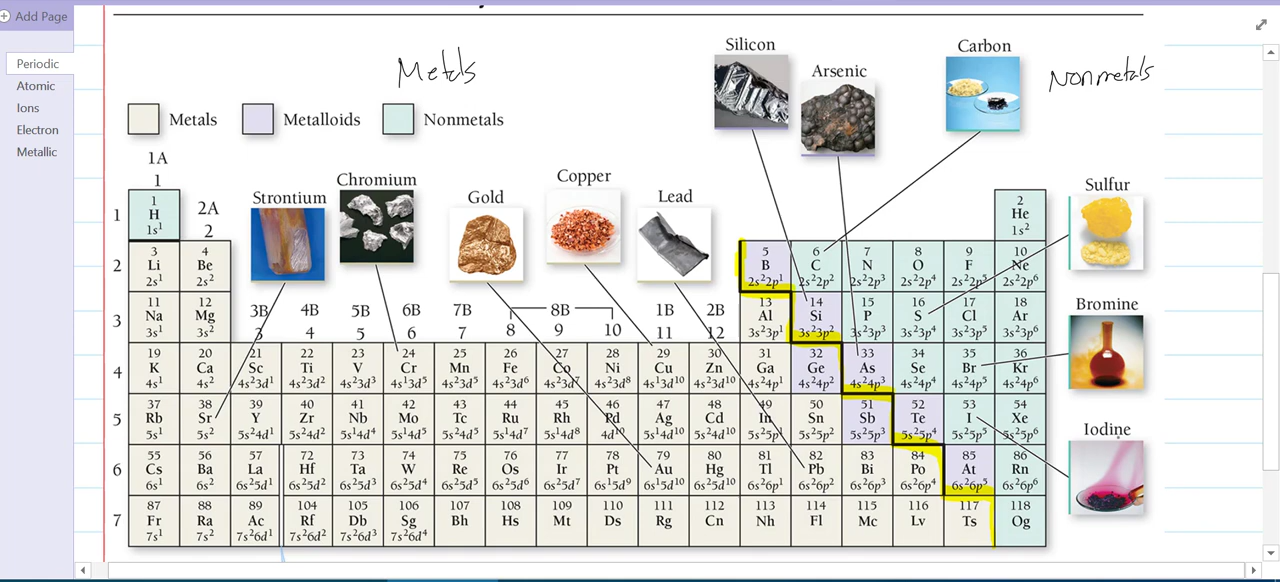 Add Page
Periodic
Atomic
Ions
Electron
Metallic
Metals
Nonmetals
Silicon
Arsenic
Carbon
Metals Metalloids Nonmetals
Strontium
Chromium
Gold
Copper
Lead
Sulfur
Bromine
Iodine
1A
1
2A
2
3B 4B 5B 6B 7B 8B 1B 2B
3 4 5 6 7 8 9 10 11 12
1
1 2
H He
1s¹ 1s²
2
3 4 5 6 7 8 9 10
Li Be B C N O F Ne
2s¹ 2s² 2s²2p¹ 2s²2p² 2s²2p³ 2s²2p⁴ 2s²2p⁵ 2s²2p⁶
3
11 12 13 14 15 16 17 18
Na Mg Al Si P S Cl Ar
3s¹ 3s² 3s²3p¹ 3s²3p² 3s²3p³ 3s²3p⁴ 3s²3p⁵ 3s²3p⁶
4
19 20 21 22 23 24 25 26 27 28 29 30 31 32 33 34 35 36
K Ca Sc Ti V Cr Mn Fe Co Ni Cu Zn Ga Ge As Se Br Kr
4s¹ 4s² 4s²3d¹ 4s²3d² 4s²3d³ 4s¹3d⁵ 4s²3d⁵ 4s²3d⁶ 4s²3d⁷ 4s²3d⁸ 4s¹3d¹⁰ 4s²3d¹⁰ 4s²4p¹ 4s²4p² 4s²4p³ 4s²4p⁴ 4s²4p⁵ 4s²4p⁶
5
37 38 39 40 41 42 43 44 45 46 47 48 49 50 51 52 53 54
Rb Sr Y Zr Nb Mo Tc Ru Rh Pd Ag Cd In Sn Sb Te I Xe
5s¹ 5s² 5s²4d¹ 5s²4d² 5s¹4d⁴ 5s¹4d⁵ 5s²4d⁵ 5s¹4d⁷ 5s¹4d⁸ 4d¹⁰ 5s¹4d¹⁰ 5s²4d¹⁰ 5s²5p¹ 5s²5p² 5s²5p³ 5s²5p⁴ 5s²5p⁵ 5s²5p⁶
6
55 56 57 72 73 74 75 76 77 78 79 80 81 82 83 84 85 86
Cs Ba La Hf Ta W Re Os Ir Pt Au Hg Tl Pb Bi Po At Rn
6s¹ 6s² 6s²5d¹ 6s²5d² 6s²5d³ 6s²5d⁴ 6s²5d⁵ 6s²5d⁶ 6s²5d⁷ 6s¹5d⁹ 6s¹5d¹⁰ 6s²5d¹⁰ 6s²6p¹ 6s²6p² 6s²6p³ 6s²6p⁴ 6s²6p⁵ 6s²6p⁶
7
87 88 89 104 105 106 107 108 109 110 111 112 113 114 115 116 117 118
Fr Ra Ac Rf Db Sg Bh Hs Mt Ds Rg Cn Nh Fl Mc Lv Ts Og
7s¹ 7s² 7s²6d¹ 7s²6d² 7s²6d³ 7s²6d⁴